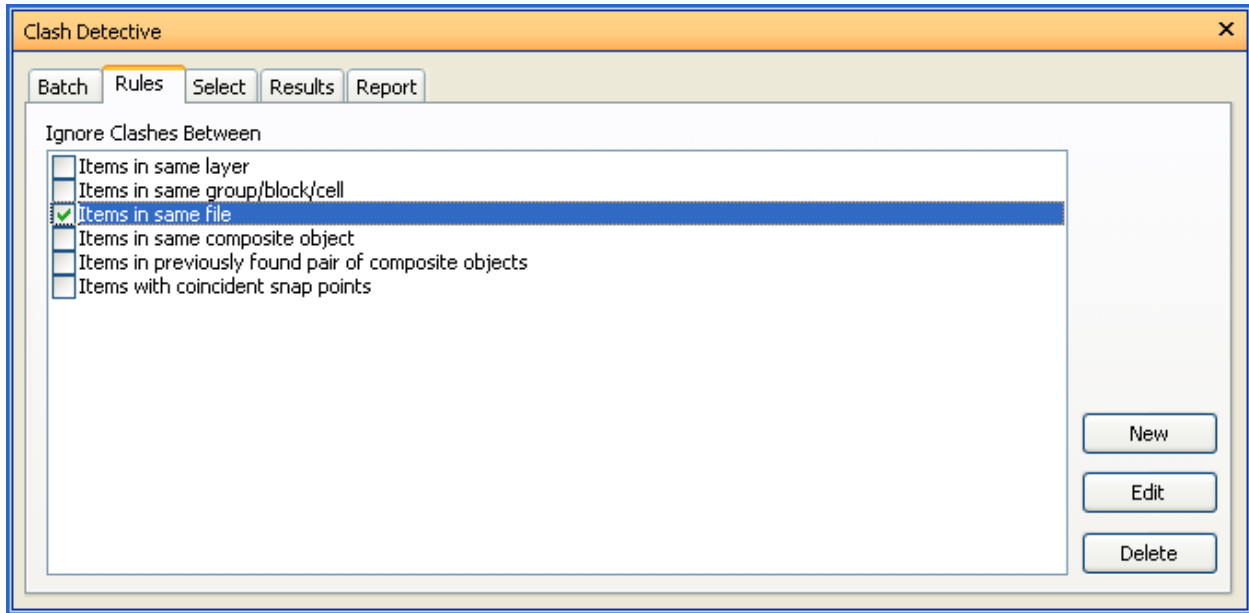 Clash Detective
Batch Rules Select Results Report
Ignore Clashes Between
Items in same layer
Items in same group/block/cell
Items in same file
Items in same composite object
Items in previously found pair of composite objects
Items with coincident snap points
New
Edit
Delete